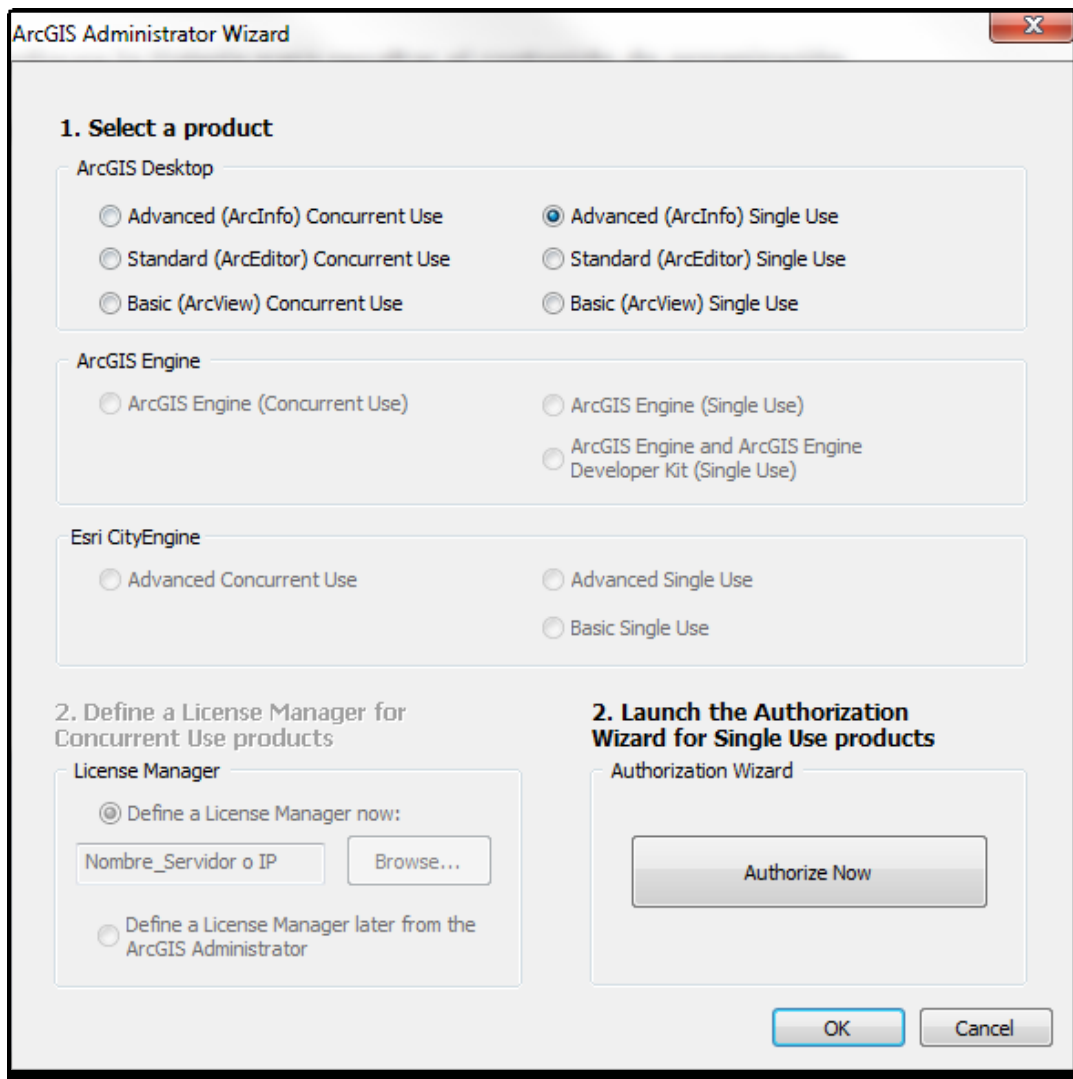 ArcGIS Administrator Wizard
1. Select a product
ArcGIS Desktop
Advanced (ArcInfo) Concurrent Use
Advanced (ArcInfo) Single Use
Standard (ArcEditor) Concurrent Use
Standard (ArcEditor) Single Use
Basic (ArcView) Concurrent Use
Basic (ArcView) Single Use
ArcGIS Engine
ArcGIS Engine (Concurrent Use)
ArcGIS Engine (Single Use)
ArcGIS Engine and ArcGIS Engine
Developer Kit (Single Use)
Esri CityEngine
Advanced Concurrent Use
Advanced Single Use
Basic Single Use
2. Define a License Manager for
Concurrent Use products
License Manager
Define a License Manager now:
Nombre_Servidor o IP
Browse...
Define a License Manager later from the
ArcGIS Administrator
2. Launch the Authorization
Wizard for Single Use products
Authorization Wizard
Authorize Now
OK
Cancel